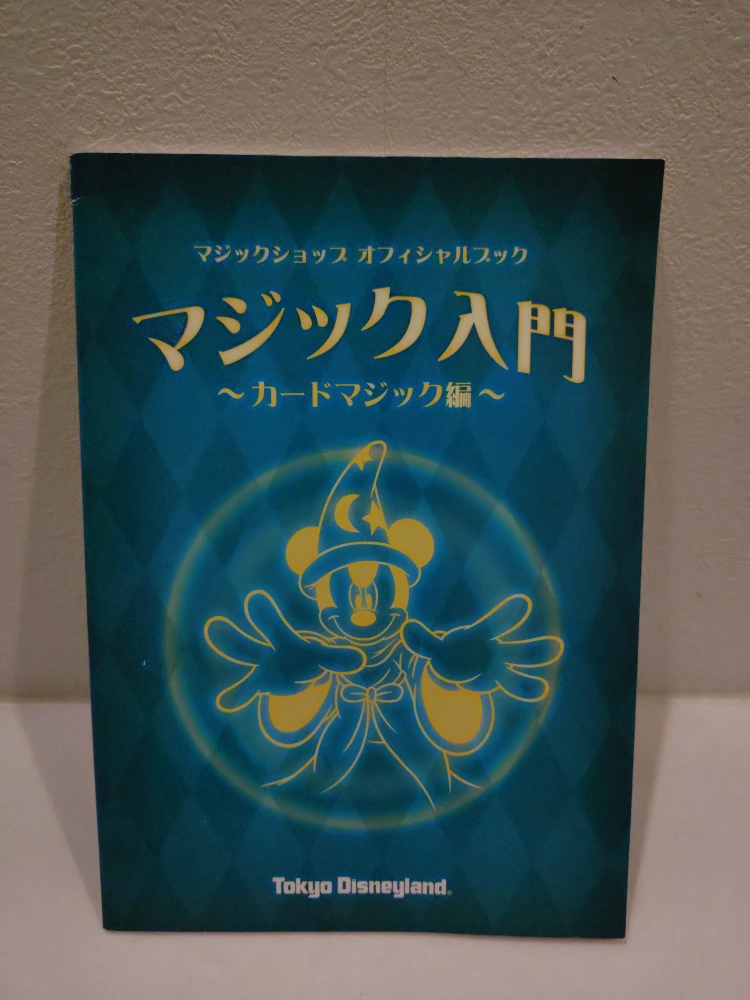 マジックショップ オフィシャルブック
マジック入門
～カードマジック編～
Tokyo Disneyland®